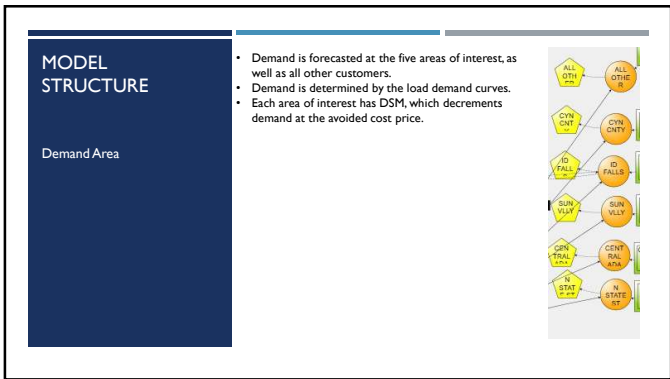 MODEL
STRUCTURE
Demand Area
• Demand is forecasted at the five areas of interest, as
well as all other customers.
• Demand is determined by the load demand curves.
• Each area of interest has DSM, which decrements
demand at the avoided cost price.
ALL
OTH
ALL
OTHE
R
CYN
CNT
CYN
CNTY
ID
FALL
ID
FALLS
SUN
VLLY
SUN
VLLY
CEN
TRAL
CENT
RAL
ADA
N
STAT
N
STATE
ST